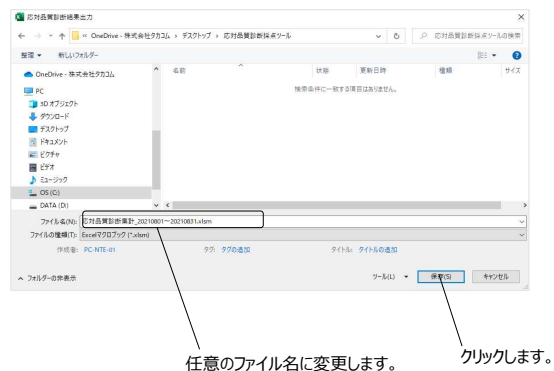 応対品質診断結果出力
« OneDrive - 株式会社タカコム › デスクトップ › 応対品質診断採点ツール
応対品質診断採点ツールの検索
整理 ▼ 新しいフォルダー
OneDrive - 株式会社タカコム
名前 状態 更新日時 種類 サイズ
検索条件に一致する項目はありません。
PC
3D オブジェクト
ダウンロード
デスクトップ
ドキュメント
ピクチャ
ビデオ
ミュージック
OS (C:)
DATA (D:)
ファイル名(N): 応対品質診断集計_20210801～20210831.xlsm
ファイルの種類(T): Excelマクロブック (*.xlsm)
作成者: PC-NTE-01 タグ: タグの追加 タイトル: タイトルの追加
フォルダーの非表示 ツール(L) ▼ 保存(S) キャンセル
任意のファイル名に変更します。
クリックします。